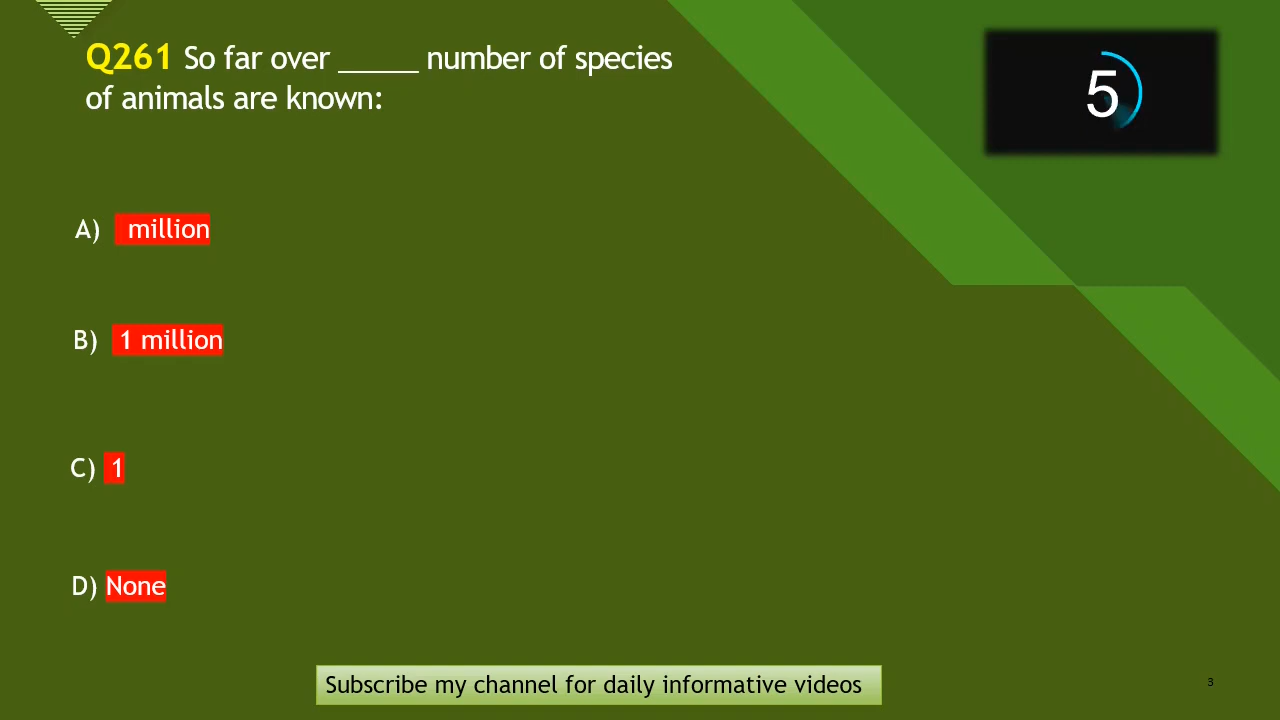 Q261 So far over _____ number of species
of animals are known:
5
A) million
B) 1 million
C) 1
D) None
Subscribe my channel for daily informative videos
3